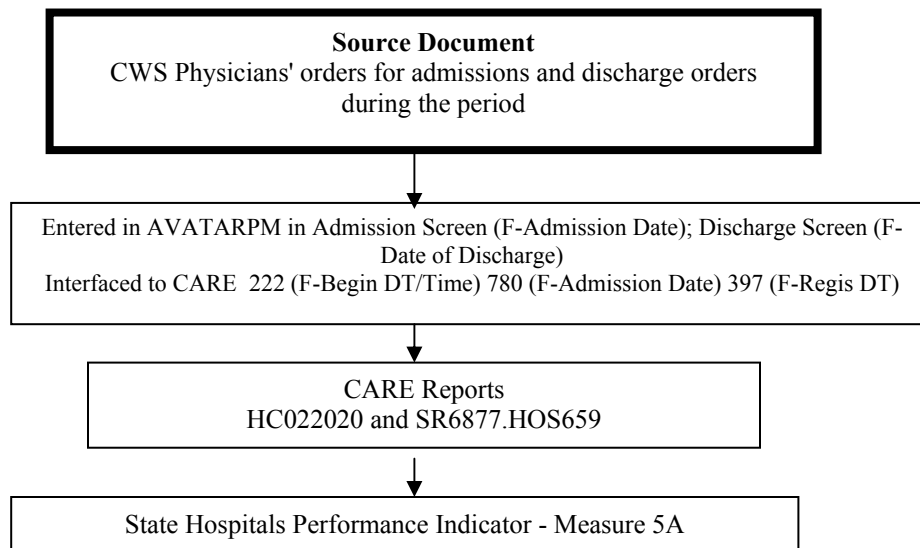 Source Document
CWS Physicians' orders for admissions and discharge orders
during the period
Entered in AVATARPM in Admission Screen (F-Admission Date); Discharge Screen (F-
Date of Discharge)
Interfaced to CARE 222 (F-Begin DT/Time) 780 (F-Admission Date) 397 (F-Regis DT)
CARE Reports
HC022020 and SR6877.HOS659
State Hospitals Performance Indicator - Measure 5A